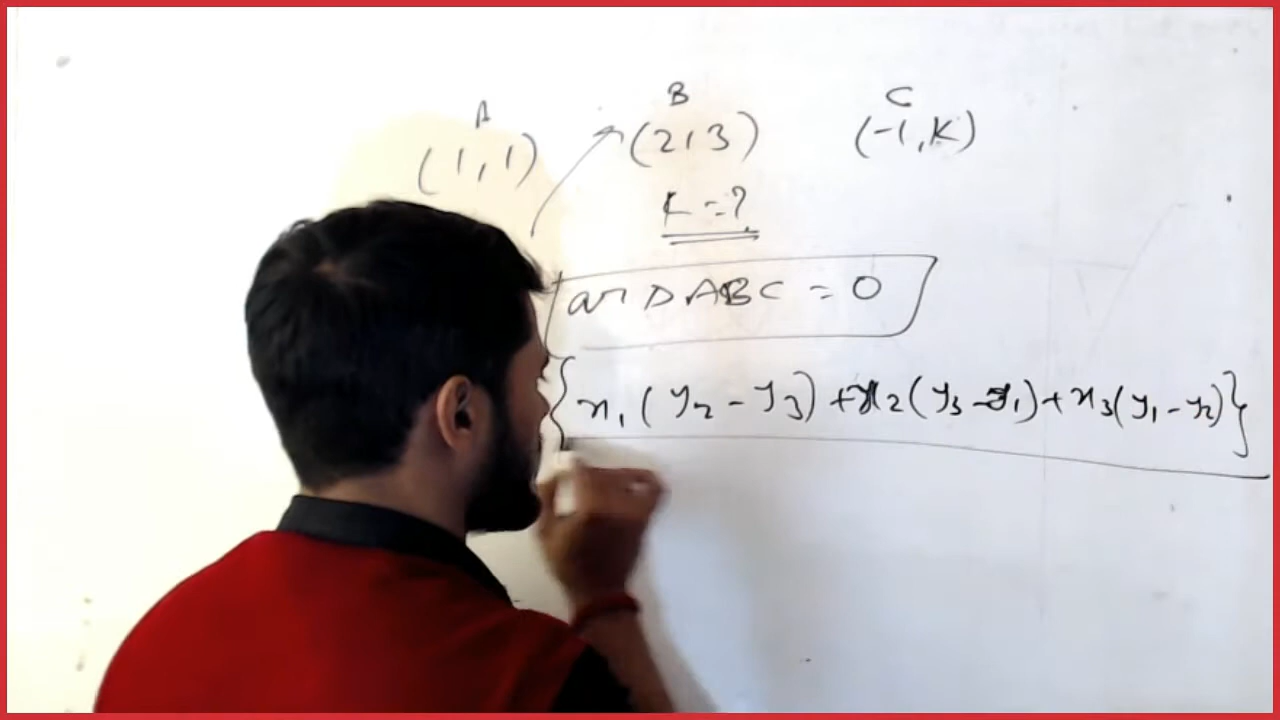 A B C
(1,1) (2,3) (-1,K)
K=?
ar △ABC = 0
{x₁(y₂-y₃)+x₂(y₃-y₁)+x₃(y₁-y₂)}